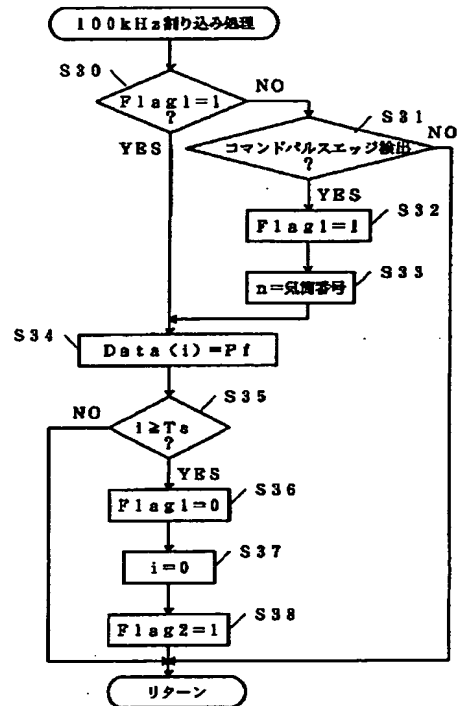 100kHz割り込み処理
S30
Flag1=1
?
NO
YES
S31
コマンドパルスエッジ検出
?
NO
YES
S32
Flag1=1
S33
n=気筒番号
S34
Data(i)=Pf
S35
NO
i≧Ts
?
YES
S36
Flag1=0
S37
i=0
S38
Flag2=1
リターン